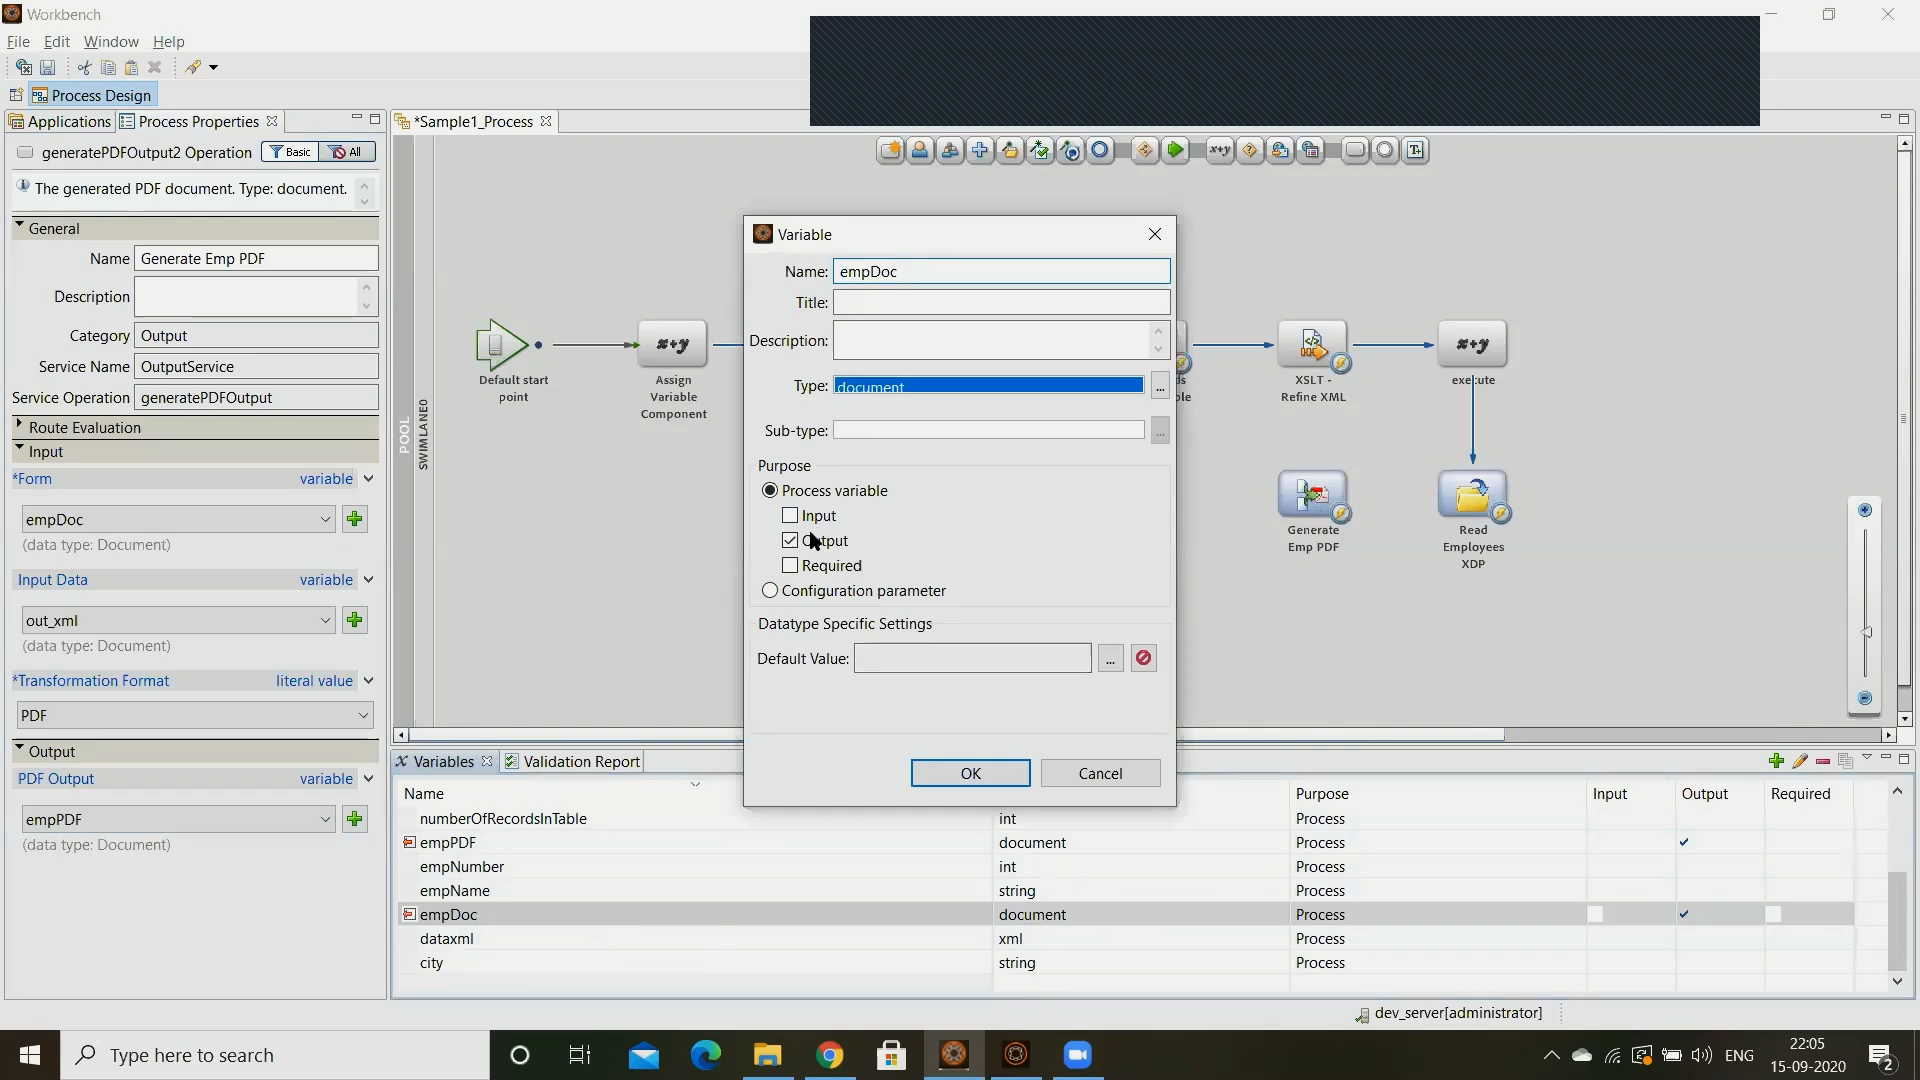 Workbench
File Edit Window Help
Process Design
Applications Process Properties
*Sample1_Process
generatePDFOutput2 Operation Basic All
The generated PDF document. Type: document.
General
Name Generate Emp PDF
Description
Category Output
Service Name OutputService
Service Operation generatePDFOutput
Route Evaluation
Input
*Form variable
empDoc
(data type: Document)
Input Data variable
out_xml
(data type: Document)
*Transformation Format literal value
PDF
Output
PDF Output variable
empPDF
(data type: Document)
POOL
SWIMLANE0
Default start
point
x+y
Assign
Variable
Component
XSLT -
Refine XML
x+y
execute
Generate
Emp PDF
Read
Employees
XDP
Variable
Name: empDoc
Title:
Description:
Type: document ...
Sub-type: ...
Purpose
Process variable
Input
Output
Required
Configuration parameter
Datatype Specific Settings
Default Value: ...
OK Cancel
Variables Validation Report
Name Purpose Input Output Required
numberOfRecordsInTable int Process
empPDF document Process
empNumber int Process
empName string Process
empDoc document Process
dataxml xml Process
city string Process
dev_server[administrator]
Type here to search
ENG
22:05
15-09-2020
2